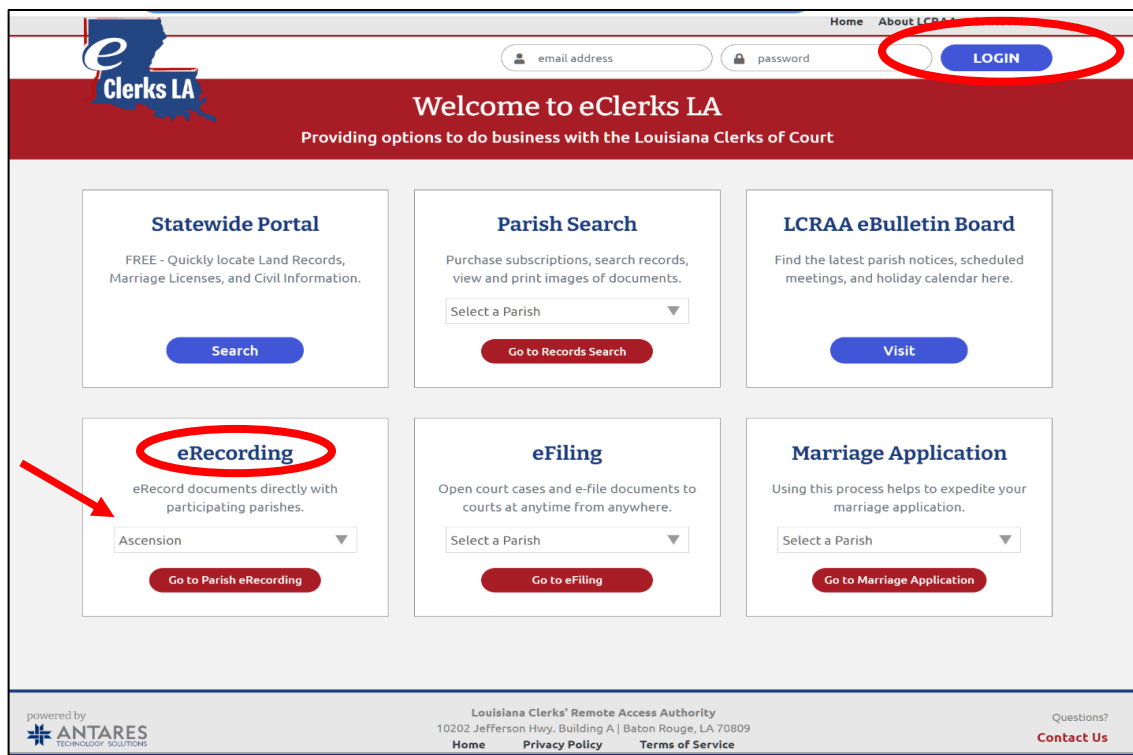 Home About LCRAA
e
Clerks LA
email address
password
LOGIN
Welcome to eClerks LA
Providing options to do business with the Louisiana Clerks of Court
Statewide Portal
FREE - Quickly locate Land Records,
Marriage Licenses, and Civil Information.
Search
Parish Search
Purchase subscriptions, search records,
view and print images of documents.
Select a Parish
Go to Records Search
LCRAA eBulletin Board
Find the latest parish notices, scheduled
meetings, and holiday calendar here.
Visit
eRecording
eRecord documents directly with
participating parishes.
Ascension
Go to Parish eRecording
eFiling
Open court cases and e-file documents to
courts at anytime from anywhere.
Select a Parish
Go to eFiling
Marriage Application
Using this process helps to expedite your
marriage application.
Select a Parish
Go to Marriage Application
powered by
ANTARES
TECHNOLOGY SOLUTIONS
Louisiana Clerks' Remote Access Authority
10202 Jefferson Hwy. Building A | Baton Rouge, LA 70809
Home Privacy Policy Terms of Service
Questions?
Contact Us